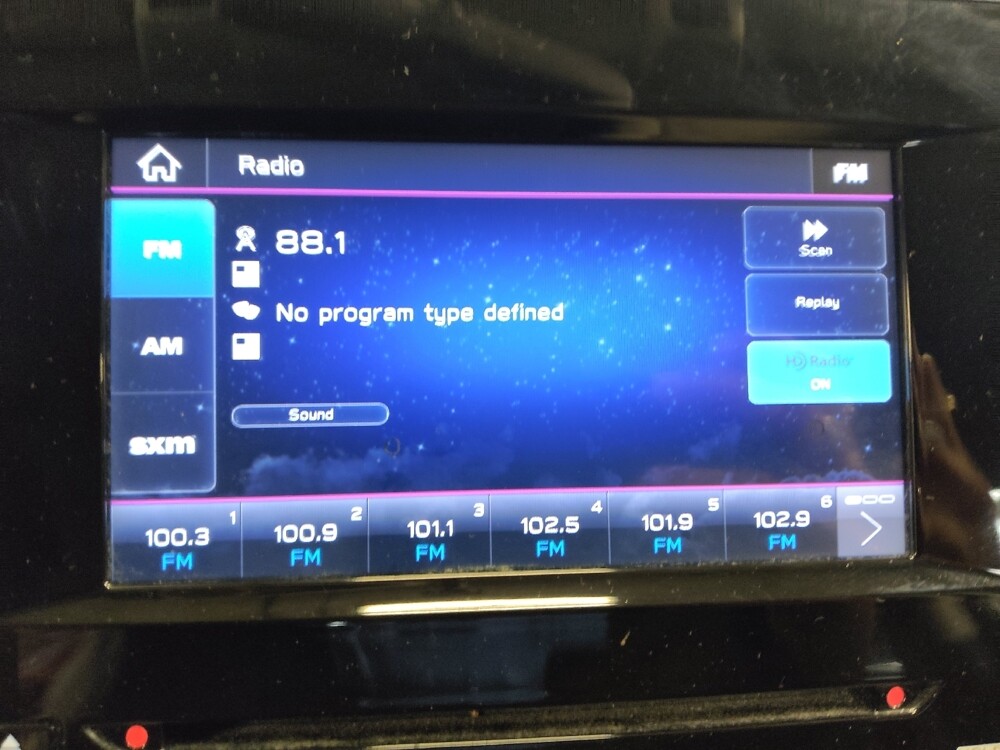 Radio
FM
FM
88.1
Scan
No program type defined
Replay
AM
HD Radio
ON
Sound
sxm
1
100.3
FM
2
100.9
FM
3
101.1
FM
4
102.5
FM
5
101.9
FM
6
102.9
FM